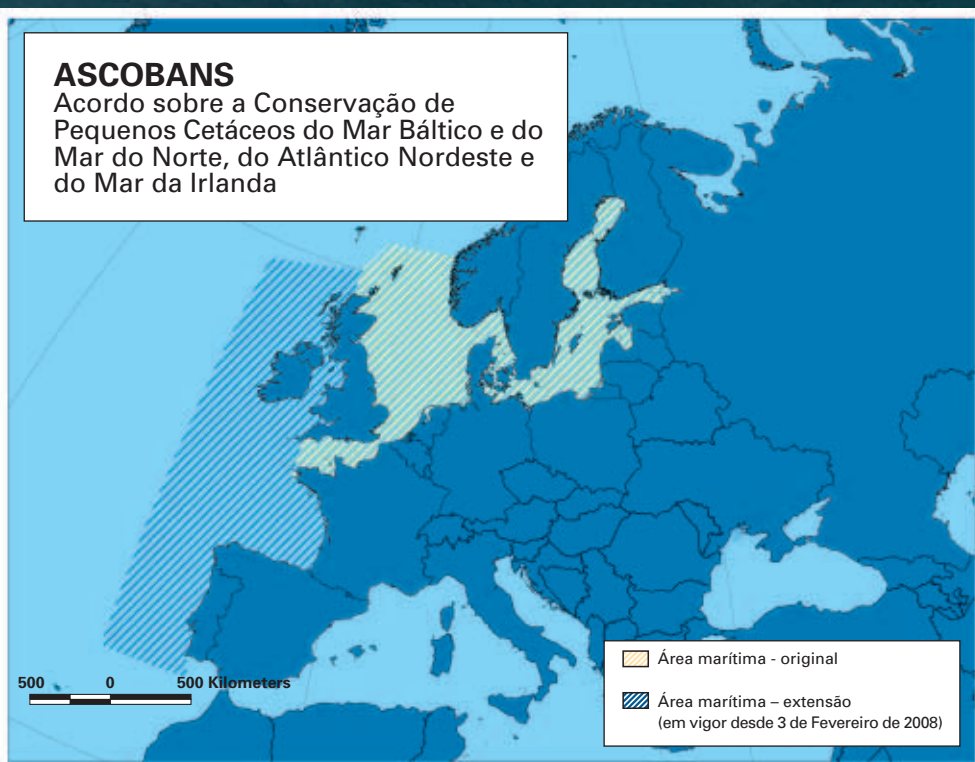 ASCOBANS
Acordo sobre a Conservação de
Pequenos Cetáceos do Mar Báltico e do
Mar do Norte, do Atlântico Nordeste e
do Mar da Irlanda
500 0 500 Kilometers
Área marítima - original
Área marítima – extensão
(em vigor desde 3 de Fevereiro de 2008)